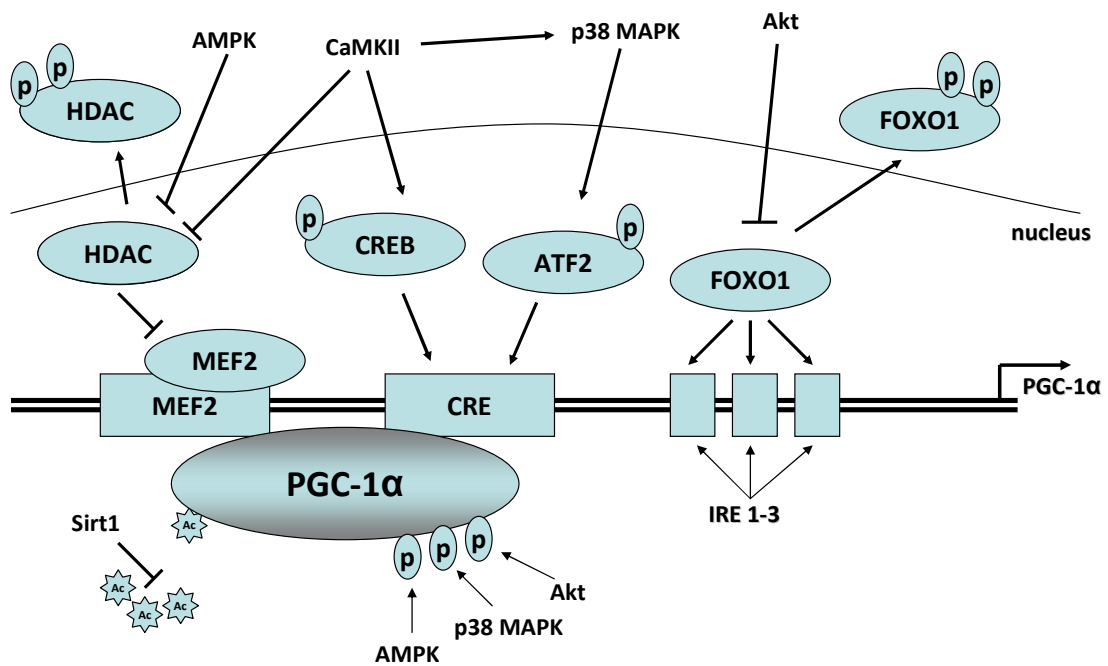 Akt
AMPK
CaMKII
p38 MAPK
p
p
HDAC
p
p
FOXO1
nucleus
HDAC
p
CREB
p
ATF2
FOXO1
MEF2
MEF2
CRE
PGC-1α
PGC-1α
IRE 1-3
Sirt1
Ac
Ac
Ac
Ac
p
p
p
Akt
p38 MAPK
AMPK